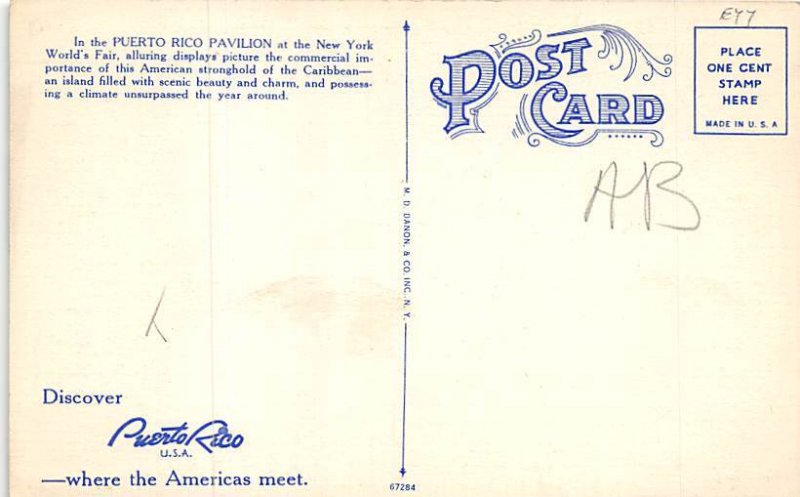 In the PUERTO RICO PAVILION at the New York
World's Fair, alluring displays picture the commercial im-
portance of this American stronghold of the Caribbean—
an island filled with scenic beauty and charm, and possess-
ing a climate unsurpassed the year around.
Discover
Puerto Rico
U.S.A.
—where the Americas meet.
M. D. DANON, & CO. INC., N. Y.
67284
POST
CARD
PLACE
ONE CENT
STAMP
HERE
MADE IN U. S. A
AB